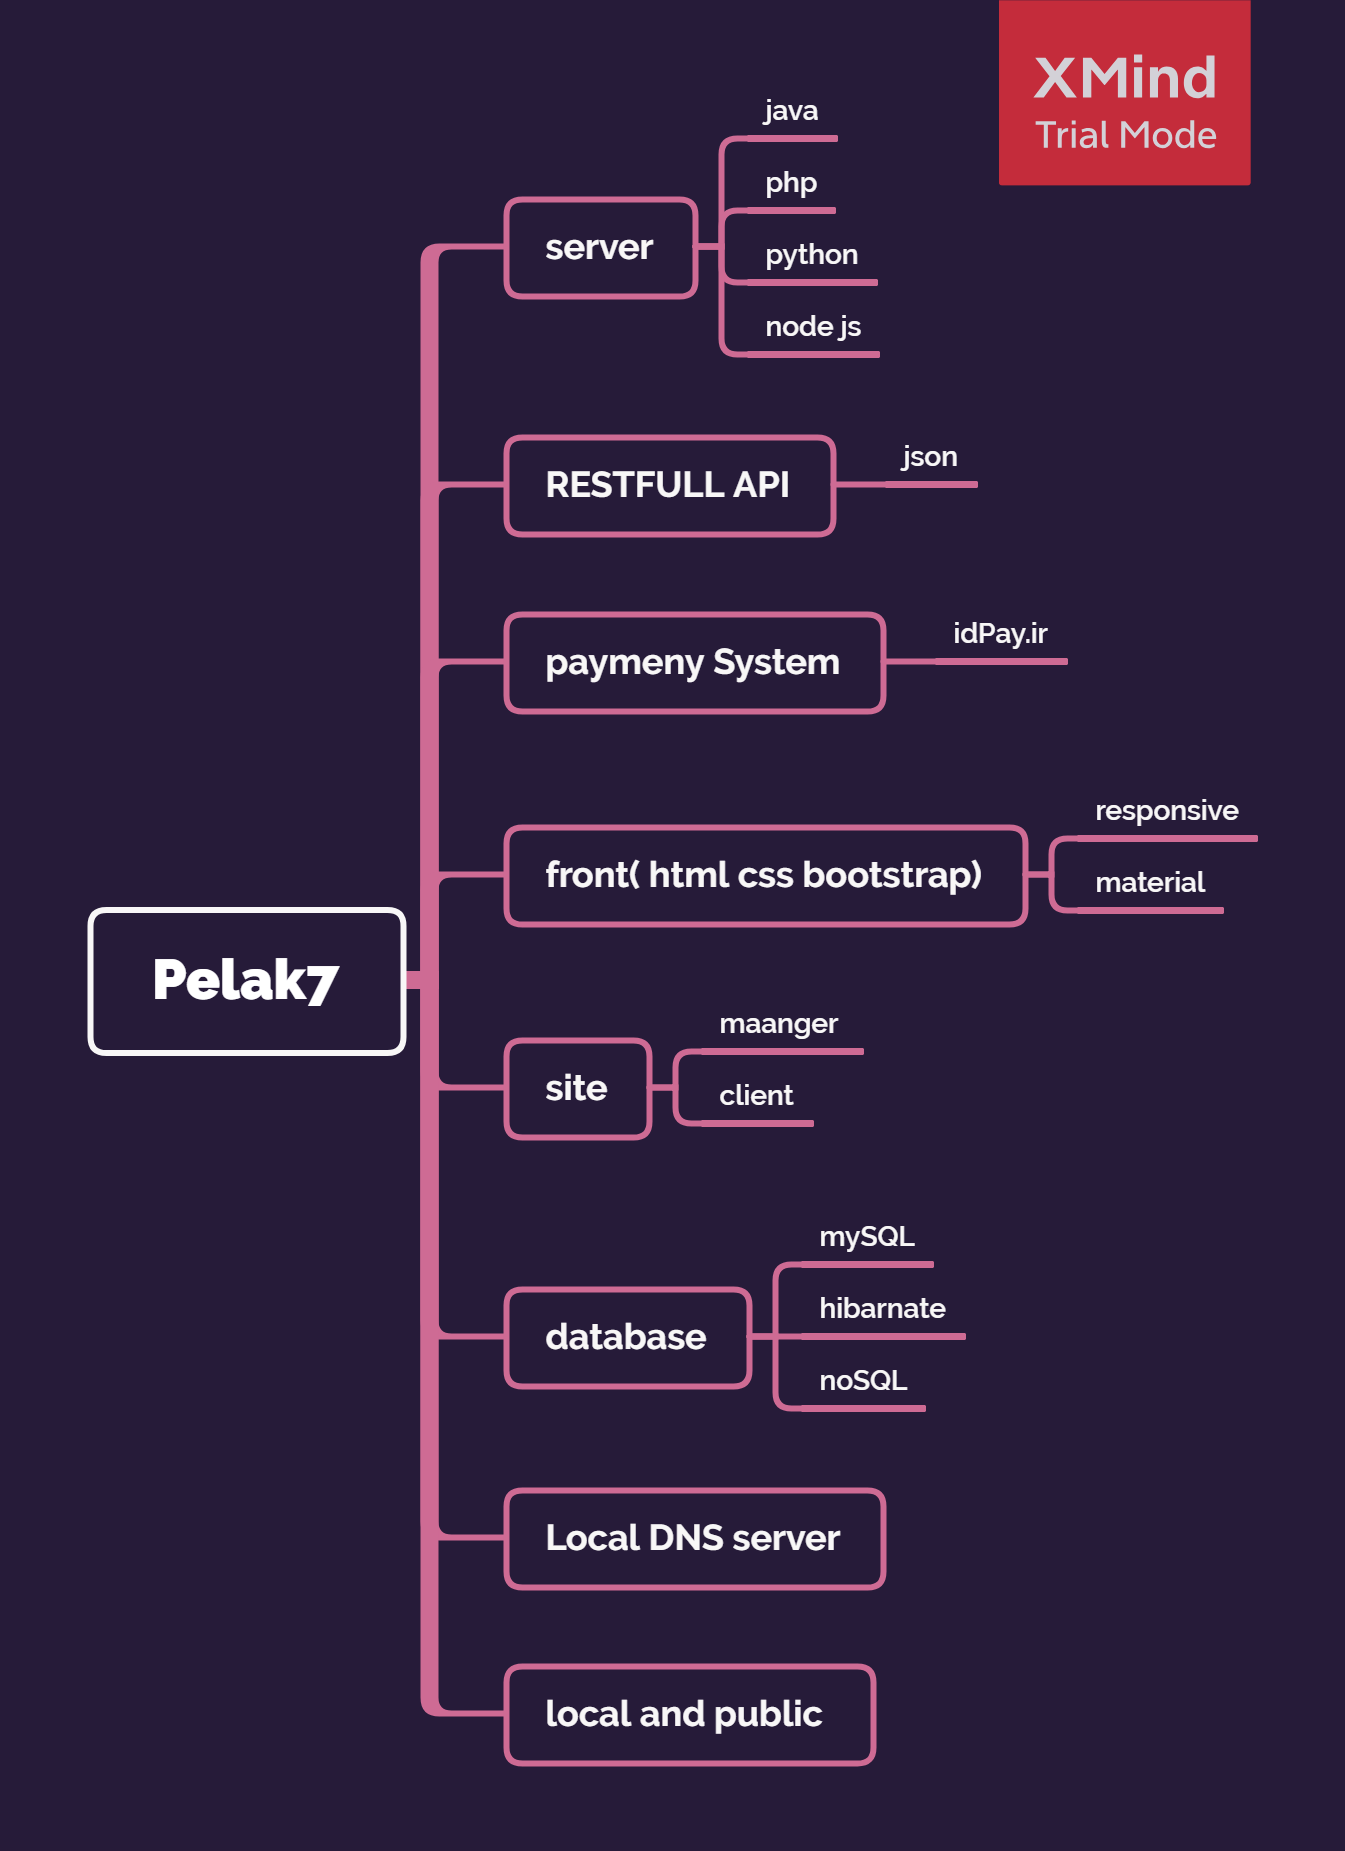 XMind
Trial Mode
Pelak7
server
java
php
python
node js
RESTFULL API
json
paymeny System
idPay.ir
front( html css bootstrap)
responsive
material
site
maanger
client
database
mySQL
hibarnate
noSQL
Local DNS server
local and public